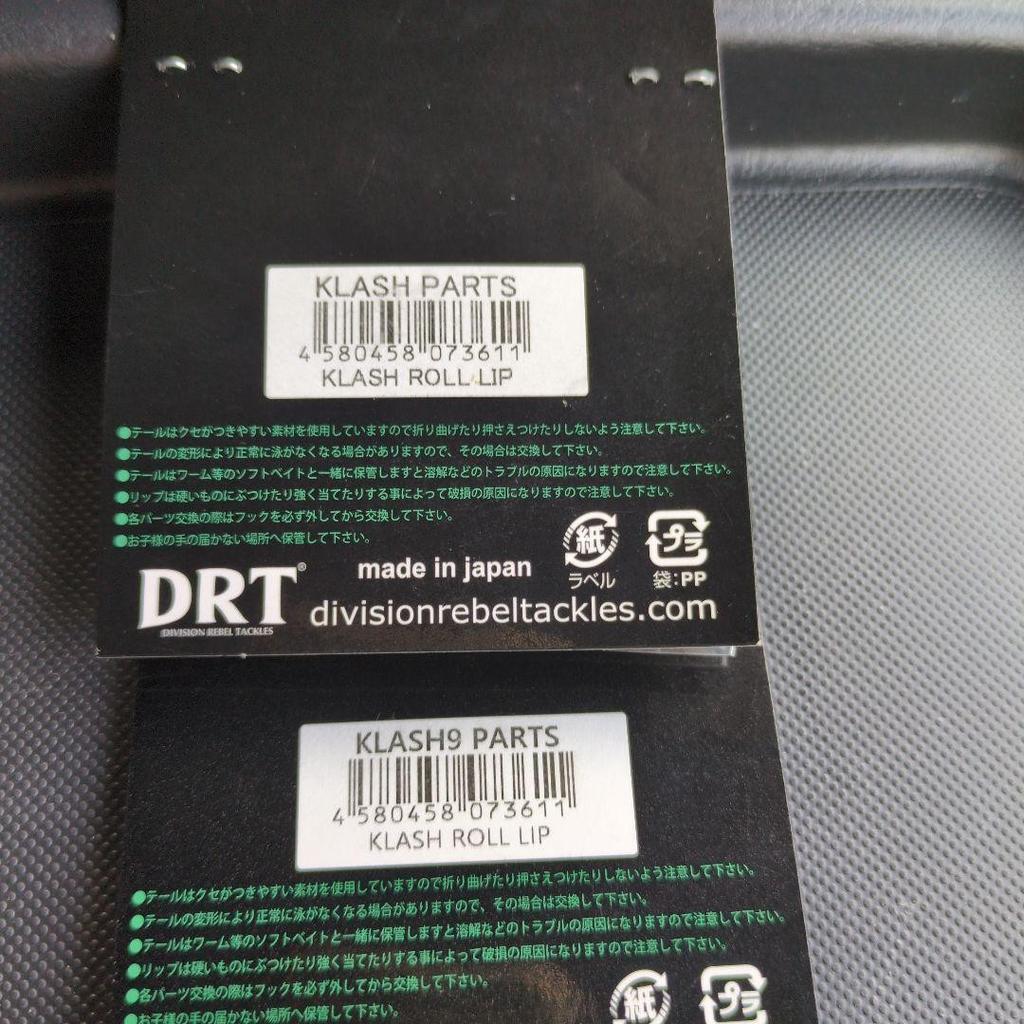 KLASH PARTS
4 580458 073611
KLASH ROLL LIP
●テールはクセがつきやすい素材を使用していますので折り曲げたり押さえつけたりしないよう注意して下さい。
●テールの変形により正常に泳がなくなる場合がありますので、その場合は交換して下さい。
●テールはワーム等のソフトベイトと一緒に保管しますと溶解などのトラブルの原因になりますので注意して下さい。
●リップは硬いものにぶつけたり強く当てたりする事によって破損の原因になりますので注意して下さい。
●各パーツ交換の際はフックを必ず外してから交換して下さい。
●お子様の手の届かない場所へ保管して下さい。
紙 プラ
ラベル 袋:PP
made in japan
DRT®
DIVISION REBEL TACKLES
divisionrebeltackles.com
KLASH9 PARTS
4 580458 073611
KLASH ROLL LIP
●テールはクセがつきやすい素材を使用していますので折り曲げたり押さえつけたりしないよう注意して下さい。
●テールの変形により正常に泳がなくなる場合がありますので、その場合は交換して下さい。
●テールはワーム等のソフトベイトと一緒に保管しますと溶解などのトラブルの原因になりますので注意して下さい。
●リップは硬いものにぶつけたり強く当てたりする事によって破損の原因になりますので注意して下さい。
●各パーツ交換の際はフックを必ず外してから交換して下さい。
●お子様の手の届かない場所へ保管して下さい。
紙 プラ